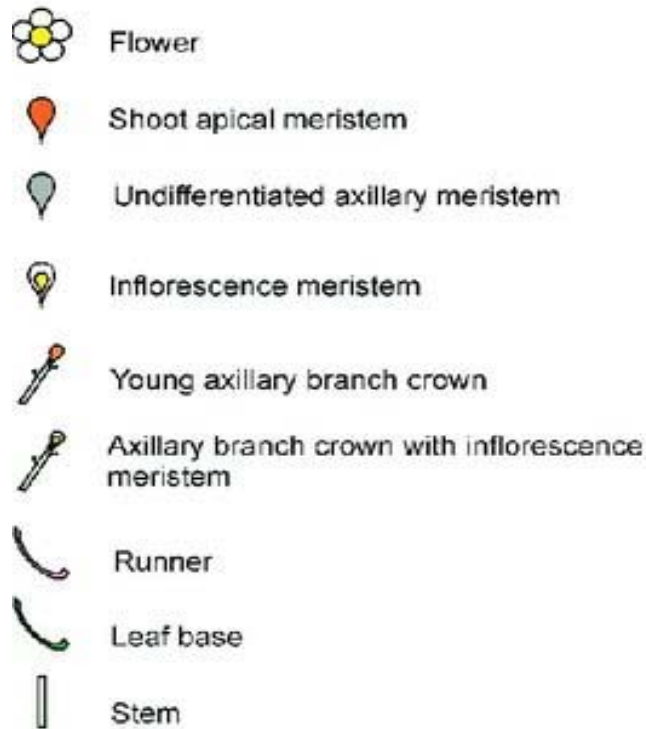 Flower
Shoot apical meristem
Undifferentiated axillary meristem
Inflorescence meristem
Young axillary branch crown
Axillary branch crown with inflorescence
meristem
Runner
Leaf base
Stem